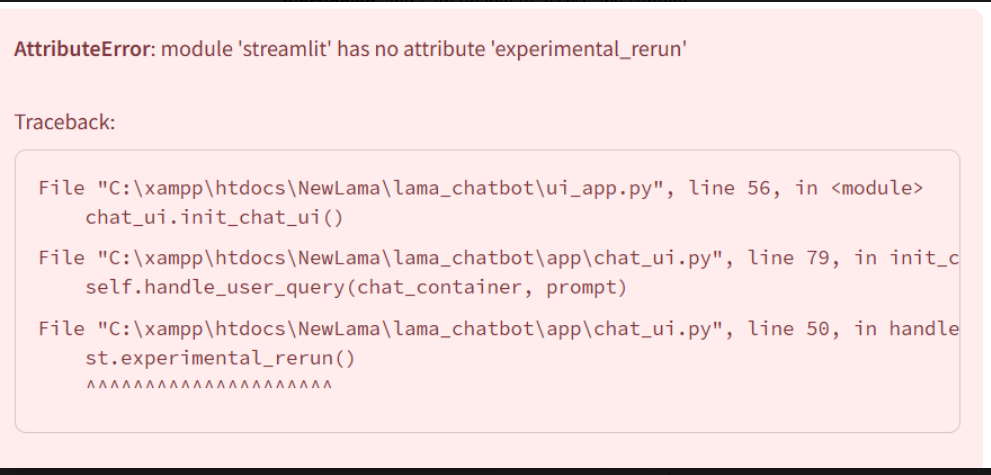 AttributeError: module 'streamlit' has no attribute 'experimental_rerun'
Traceback:
File "C:\xampp\htdocs\NewLama\lama_chatbot\ui_app.py", line 56, in <module>
chat_ui.init_chat_ui()
File "C:\xampp\htdocs\NewLama\lama_chatbot\app\chat_ui.py", line 79, in init_c
self.handle_user_query(chat_container, prompt)
File "C:\xampp\htdocs\NewLama\lama_chatbot\app\chat_ui.py", line 50, in handle
st.experimental_rerun()
^^^^^^^^^^^^^^^^^^^^^